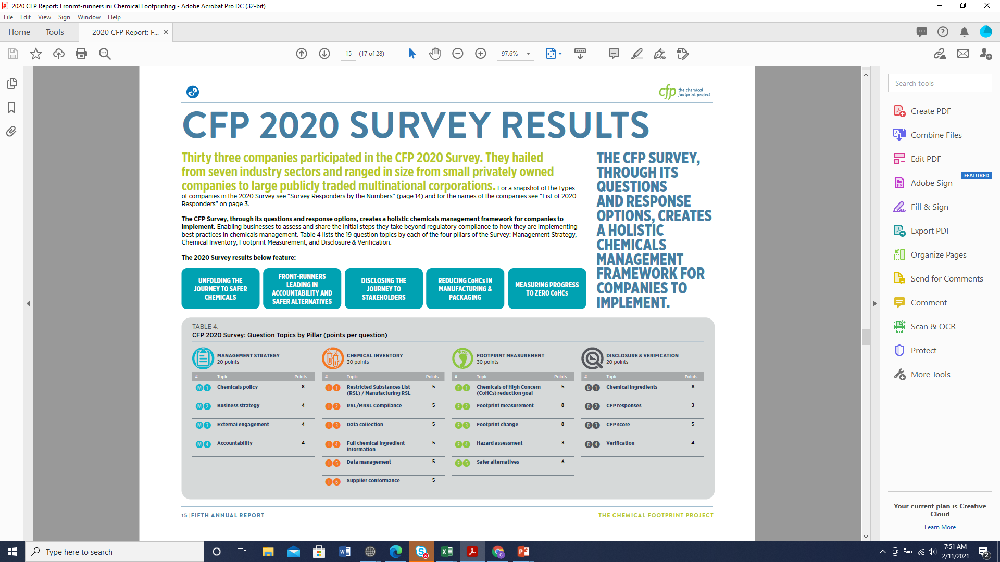 2020 CFP Report: Fronmt-runners ini Chemical Footprinting - Adobe Acrobat Pro DC (32-bit)
File Edit View Sign Window Help
Home Tools 2020 CFP Report: F... ×
15 (17 of 28) 97.6%
Search tools
Create PDF
Combine Files
Edit PDF
FEATURED
Adobe Sign
Fill & Sign
Export PDF
Organize Pages
Send for Comments
Comment
Scan & OCR
Protect
More Tools
Your current plan is Creative
Cloud
Learn More
cfp the chemical
footprint project
CFP 2020 SURVEY RESULTS
Thirty three companies participated in the CFP 2020 Survey. They hailed
from seven industry sectors and ranged in size from small privately owned
companies to large publicly traded multinational corporations. For a snapshot of the types
of companies in the 2020 Survey see “Survey Responders by the Numbers” (page 14) and for the names of the companies see “List of 2020
Responders” on page 3.
The CFP Survey, through its questions and response options, creates a holistic chemicals management framework for companies to
implement. Enabling businesses to assess and share the initial steps they take beyond regulatory compliance to how they are implementing
best practices in chemicals management. Table 4 lists the 19 question topics by each of the four pillars of the Survey: Management Strategy,
Chemical Inventory, Footprint Measurement, and Disclosure & Verification.
The 2020 Survey results below feature:
UNFOLDING THE
JOURNEY TO SAFER
CHEMICALS
FRONT-RUNNERS
LEADING IN
ACCOUNTABILITY AND
SAFER ALTERNATIVES
DISCLOSING THE
JOURNEY TO
STAKEHOLDERS
REDUCING CoHCs IN
MANUFACTURING &
PACKAGING
MEASURING PROGRESS
TO ZERO CoHCs
THE CFP SURVEY,
THROUGH ITS
QUESTIONS
AND RESPONSE
OPTIONS, CREATES
A HOLISTIC
CHEMICALS
MANAGEMENT
FRAMEWORK FOR
COMPANIES TO
IMPLEMENT.
TABLE 4.
CFP 2020 Survey: Question Topics by Pillar (points per question)
MANAGEMENT STRATEGY
20 points
# Topic Points
M 1 Chemicals policy 8
M 2 Business strategy 4
M 3 External engagement 4
M 4 Accountability 4
CHEMICAL INVENTORY
30 points
# Topic Points
I 1 Restricted Substances List 5
(RSL) / Manufacturing RSL
I 2 RSL/MRSL Compliance 5
I 3 Data collection 5
I 4 Full chemical ingredient 5
information
I 5 Data management 5
I 6 Supplier conformance 5
FOOTPRINT MEASUREMENT
30 points
# Topic Points
F 1 Chemicals of High Concern 5
(CoHCs) reduction goal
F 2 Footprint measurement 8
F 3 Footprint change 8
F 4 Hazard assessment 3
F 5 Safer alternatives 6
DISCLOSURE & VERIFICATION
20 points
# Topic Points
D 1 Chemical ingredients 8
D 2 CFP responses 3
D 3 CFP score 5
D 4 Verification 4
15 |FIFTH ANNUAL REPORT
THE CHEMICAL FOOTPRINT PROJECT
Type here to search
7:51 AM
2/11/2021
2